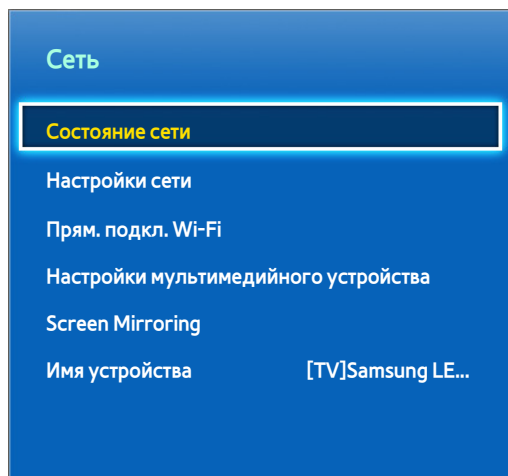 Сеть
Состояние сети
Настройки сети
Прям. подкл. Wi-Fi
Настройки мультимедийного устройства
Screen Mirroring
Имя устройства [TV]Samsung LE...